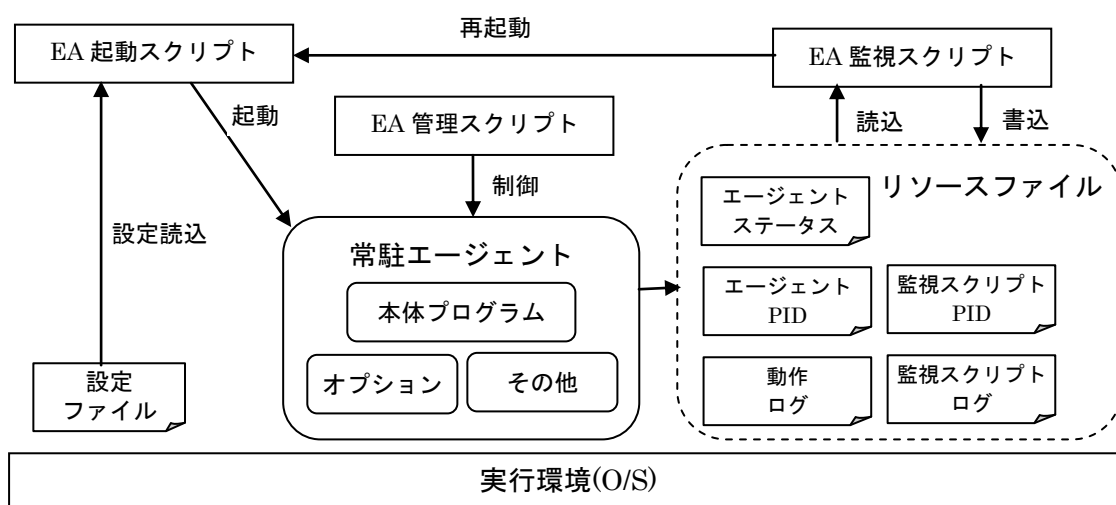 再起動
EA 起動スクリプト
EA 監視スクリプト
起動
EA 管理スクリプト
読込
書込
制御
リソースファイル
エージェント
ステータス
設定読込
常駐エージェント
本体プログラム
エージェント
PID
監視スクリプト
PID
オプション
その他
設定
ファイル
動作
ログ
監視スクリプト
ログ
実行環境(O/S)